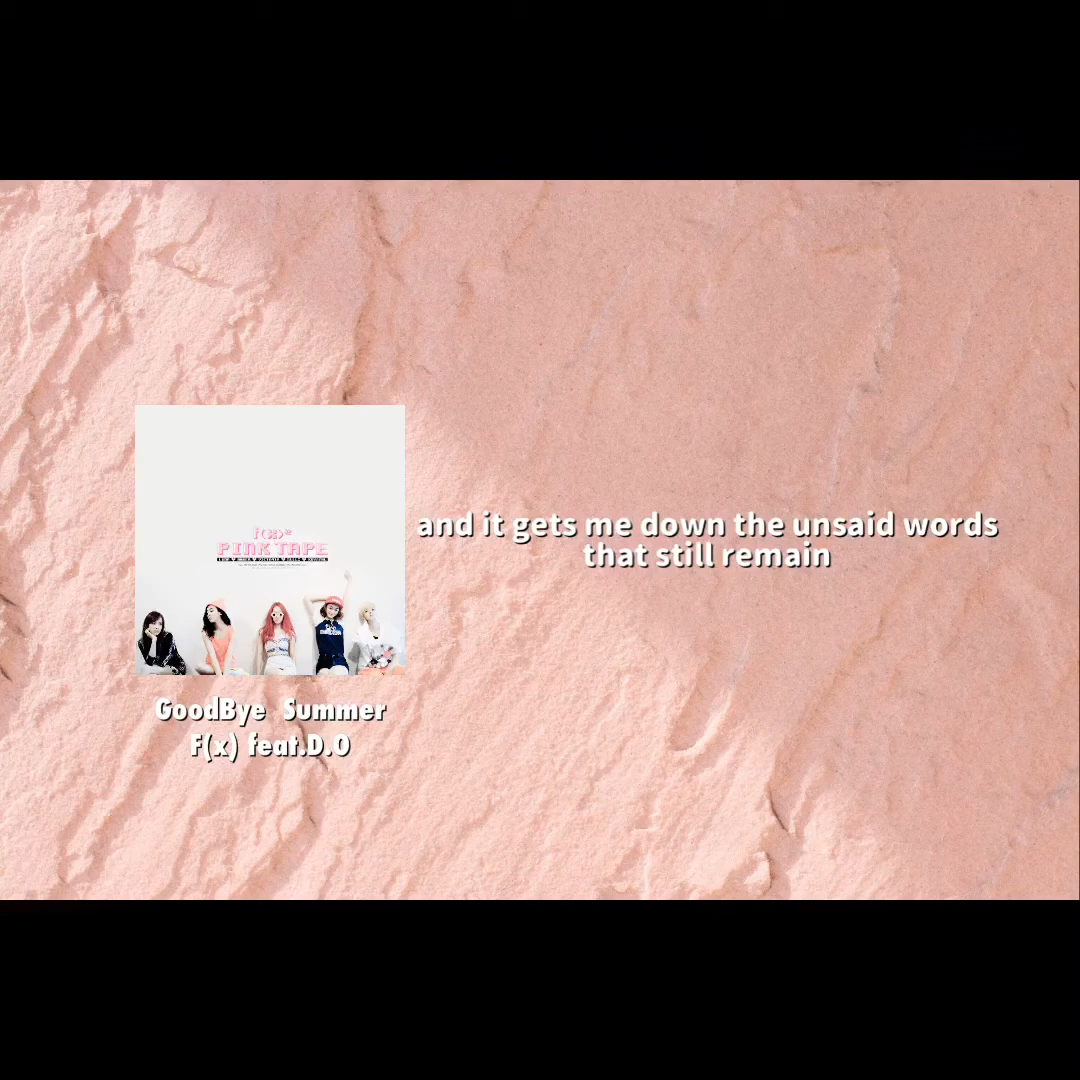 f(x)
PINK TAPE
GoodBye Summer
F(x) feat.D.O
and it gets me down the unsaid words
that still remain